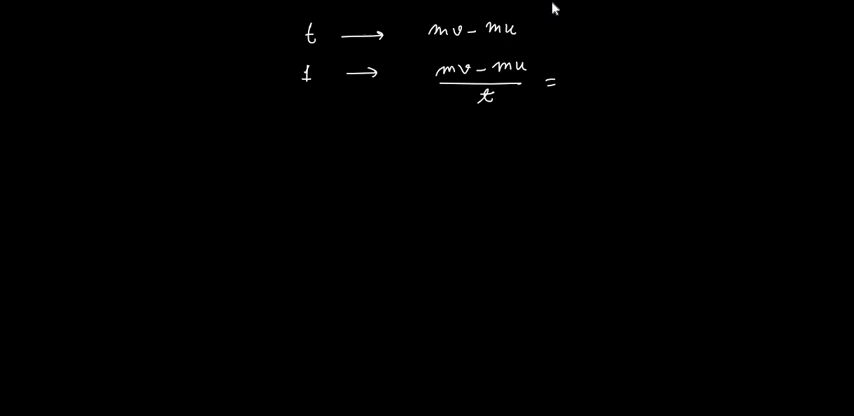 t → mv - mu
1 → (mv - mu)/t =